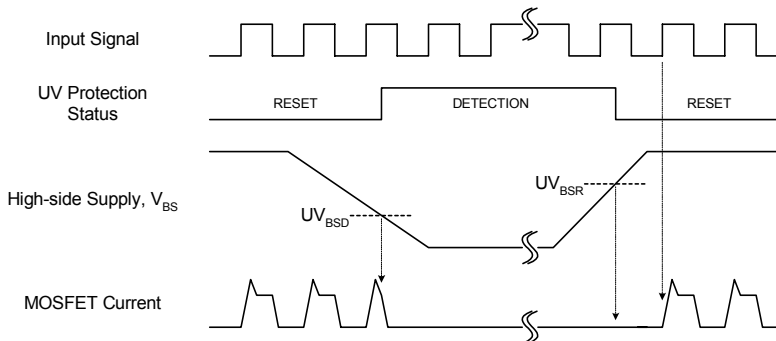 Input Signal
UV Protection
Status
RESET
DETECTION
RESET
High-side Supply, V_BS
UV_BSD
UV_BSR
MOSFET Current